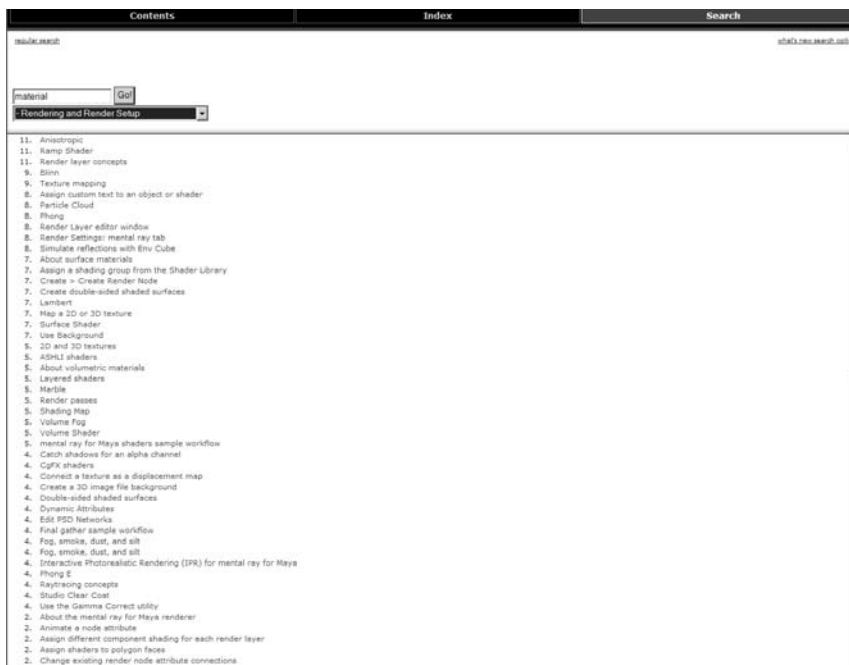 Contents Index Search
regular search what's new search opti
material Go!
- Rendering and Render Setup
11. Anisotropic
11. Ramp Shader
11. Render layer concepts
9. Blinn
9. Texture mapping
8. Assign custom text to an object or shader
8. Particle Cloud
8. Phong
8. Render Layer editor window
8. Render Settings: mental ray tab
8. Simulate reflections with Env Cube
7. About surface materials
7. Assign a shading group from the Shader Library
7. Create > Create Render Node
7. Create double-sided shaded surfaces
7. Lambert
7. Map a 2D or 3D texture
7. Surface Shader
7. Use Background
5. 2D and 3D textures
5. ASHLI shaders
5. About volumetric materials
5. Layered shaders
5. Marble
5. Render passes
5. Shading Map
5. Volume Fog
5. Volume Shader
5. mental ray for Maya shaders sample workflow
4. Catch shadows for an alpha channel
4. CgFX shaders
4. Connect a texture as a displacement map
4. Create a 3D image file background
4. Double-sided shaded surfaces
4. Dynamic Attributes
4. Edit PSD Networks
4. Final gather sample workflow
4. Fog, smoke, dust, and silt
4. Fog, smoke, dust, and silt
4. Interactive Photorealistic Rendering (IPR) for mental ray for Maya
4. Phong E
4. Raytracing concepts
4. Studio Clear Coat
4. Use the Gamma Correct utility
2. About the mental ray for Maya renderer
2. Animate a node attribute
2. Assign different component shading for each render layer
2. Assign shaders to polygon faces
2. Change existing render node attribute connections